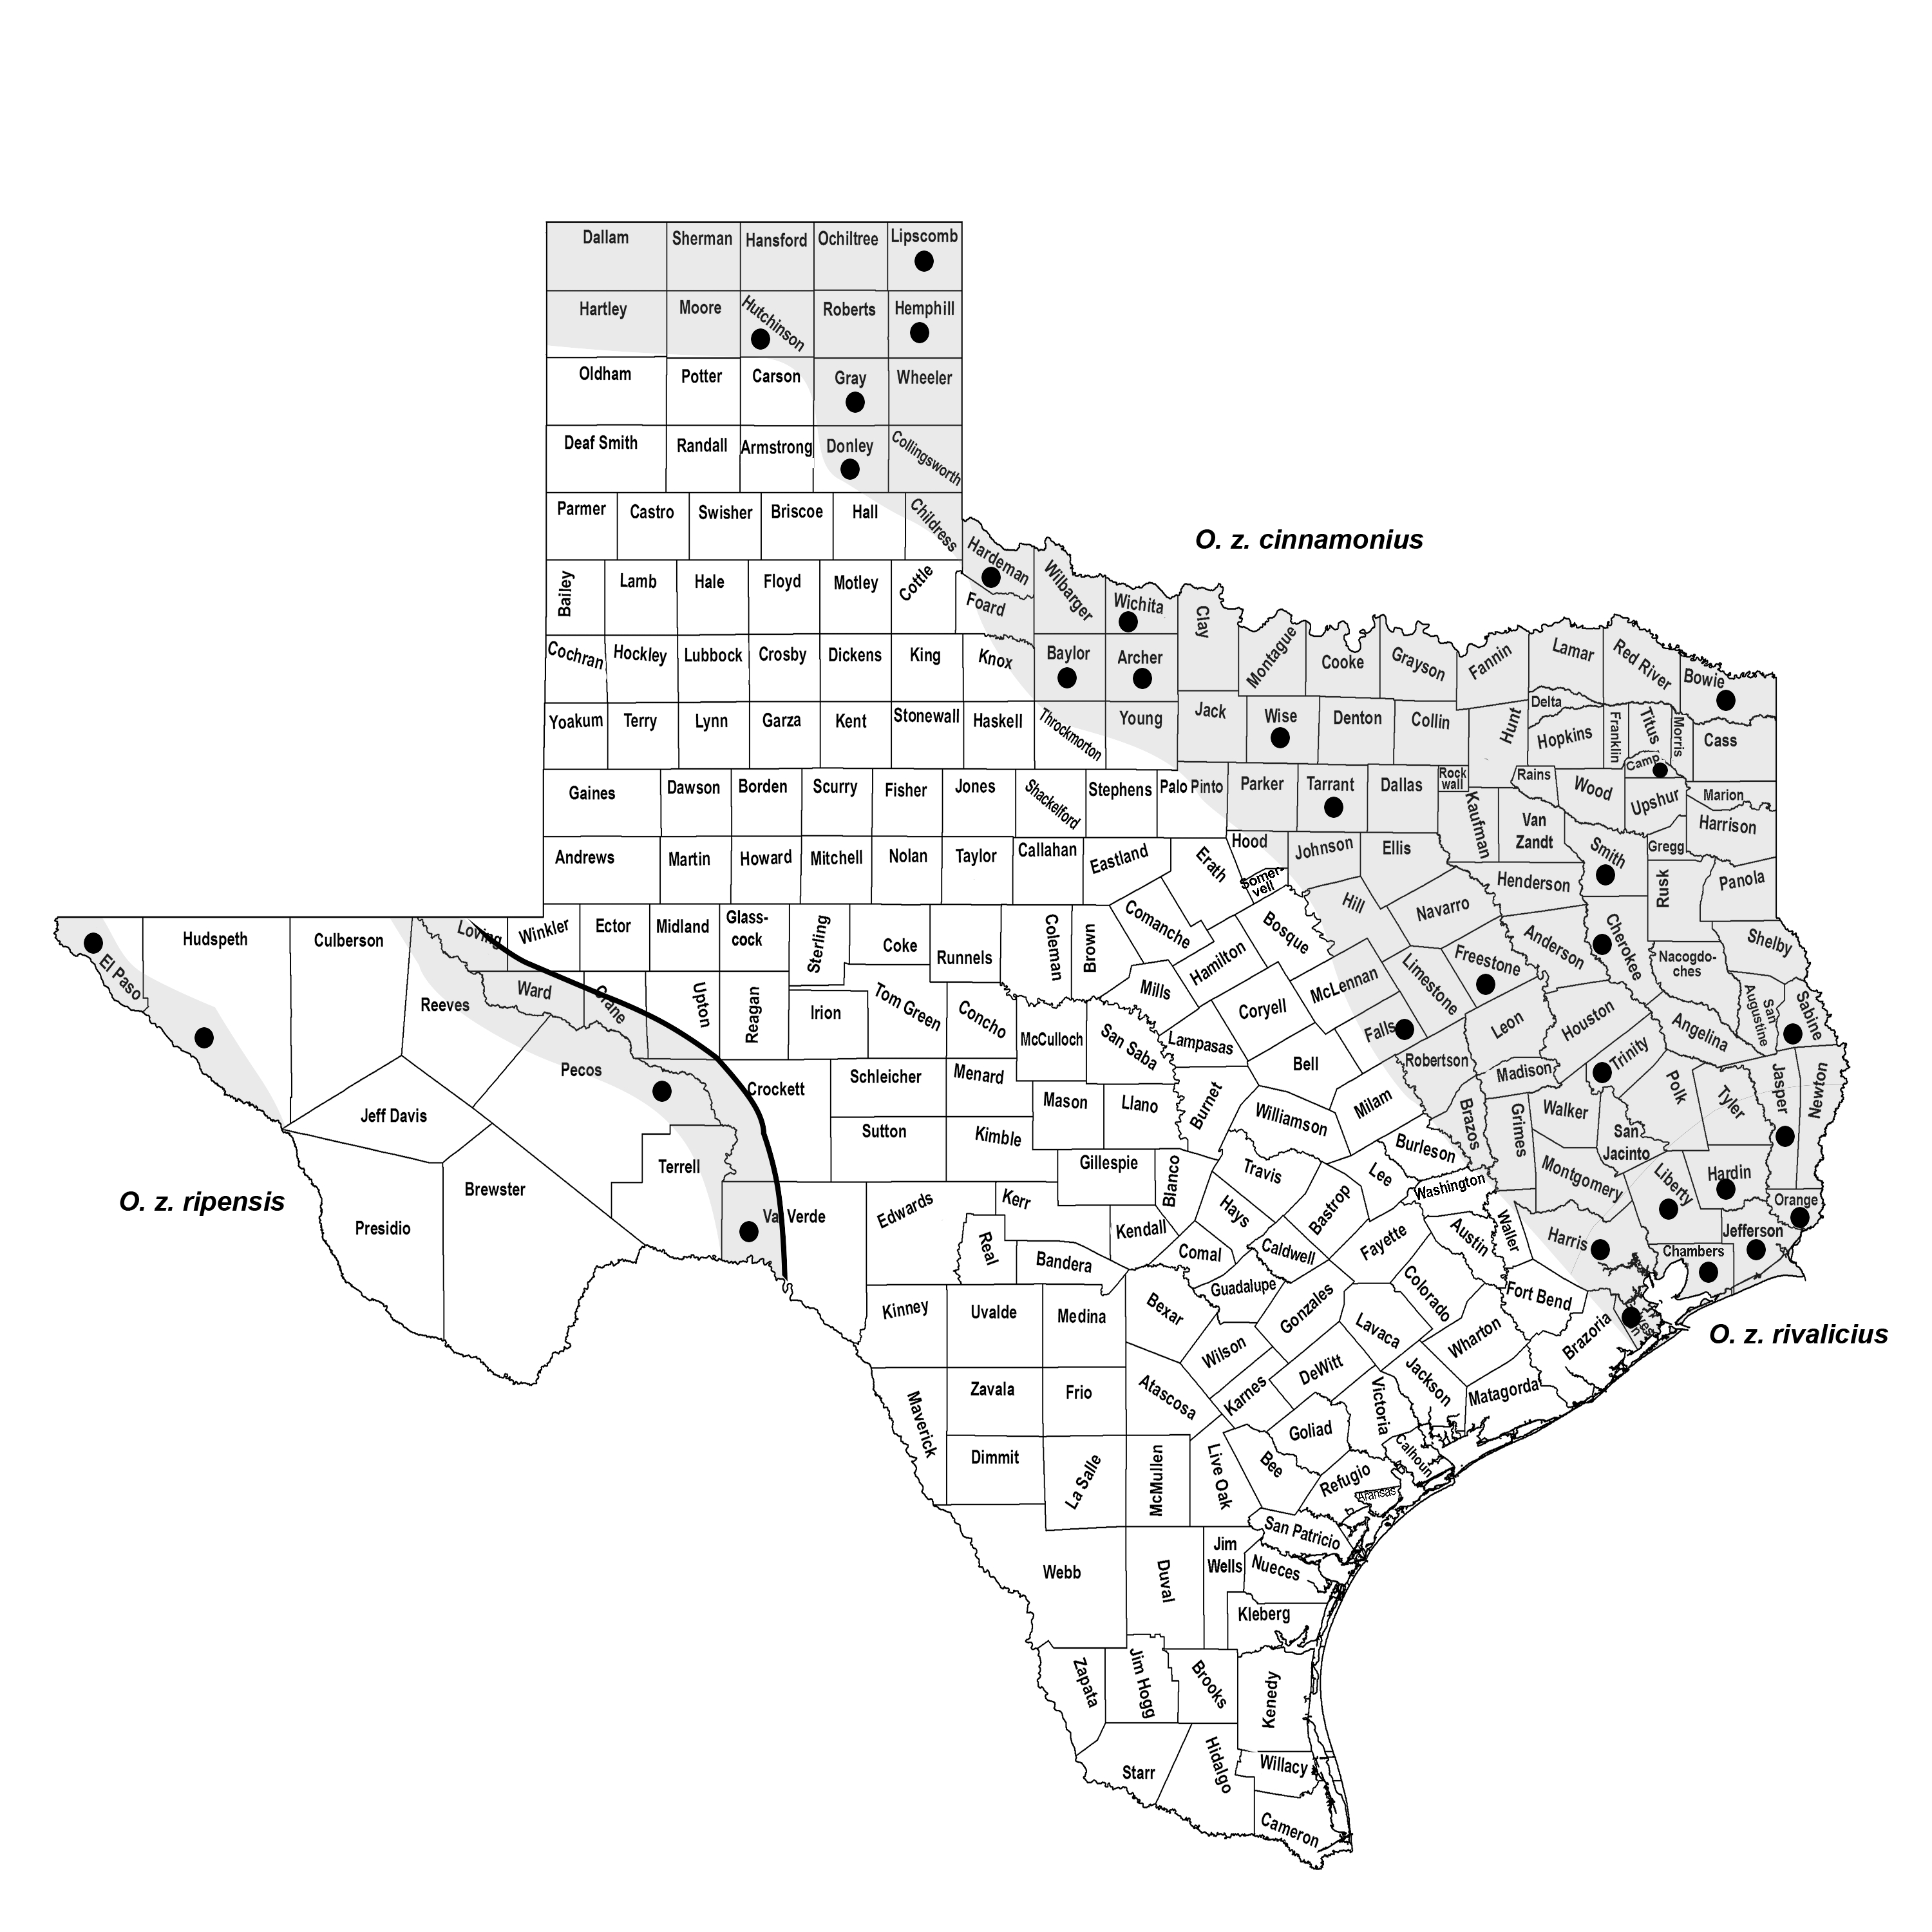 Dallam Sherman Hansford Ochiltree Lipscomb
Hartley Moore Hutchinson Roberts Hemphill
Oldham Potter Carson Gray Wheeler
Deaf Smith Randall Armstrong Donley Collingsworth
Parmer Castro Swisher Briscoe Hall Childress
O. z. cinnamonius
Hardeman Wilbarger Wichita Clay Montague Cooke Grayson Fannin Lamar Red River Bowie
Bailey Lamb Hale Floyd Motley Cottle Foard
Cochran Hockley Lubbock Crosby Dickens King Knox Baylor Archer
Yoakum Terry Lynn Garza Kent Stonewall Haskell Throckmorton Young Jack Wise Denton Collin Hunt Delta Hopkins Franklin Titus Morris Cass
Gaines Dawson Borden Scurry Fisher Jones Shackelford Stephens Palo Pinto Parker Tarrant Dallas Rock
wall
Kaufman Rains Wood Camp Upshur Marion
Andrews Martin Howard Mitchell Nolan Taylor Callahan Eastland Erath Hood Somer
vell
Johnson Ellis Van
Zandt
Smith Gregg Harrison
Henderson Rusk Panola
El Paso Hudspeth Culberson Loving Winkler Ector Midland Glass-
cock
Sterling Coke Runnels Coleman Brown Comanche Hamilton Bosque Hill Navarro Anderson Cherokee Nacogdo-
ches
Shelby
Reeves Ward Crane Upton Reagan Irion Tom Green Concho McCulloch San Saba Mills Lampasas Coryell McLennan Limestone Freestone Falls Leon Houston Trinity Angelina San
Augustine
Sabine
Pecos Crockett Schleicher Menard Mason Llano Burnet Bell Williamson Milam Robertson Madison Walker Polk Tyler Jasper Newton
Jeff Davis Terrell Sutton Kimble Gillespie Blanco Travis Lee Burleson Brazos Grimes San
Jacinto
Montgomery Liberty Hardin Orange
O. z. ripensis
Presidio Brewster Val Verde Edwards Kerr Real Kendall Bandera Comal Hays Caldwell Bastrop Fayette Washington Austin Waller Harris Chambers Jefferson
Kinney Uvalde Medina Bexar Guadalupe Gonzales Lavaca Colorado Wharton Fort Bend Brazoria
O. z. rivalicius
Maverick Zavala Frio Atascosa Wilson Karnes DeWitt Victoria Jackson Matagorda
Dimmit La Salle McMullen Live Oak Bee Goliad Refugio Calhoun Aransas
Webb Duval Jim
Wells
San Patricio Nueces
Kleberg
Zapata Jim Hogg Brooks Kenedy
Starr Hidalgo Willacy
Cameron